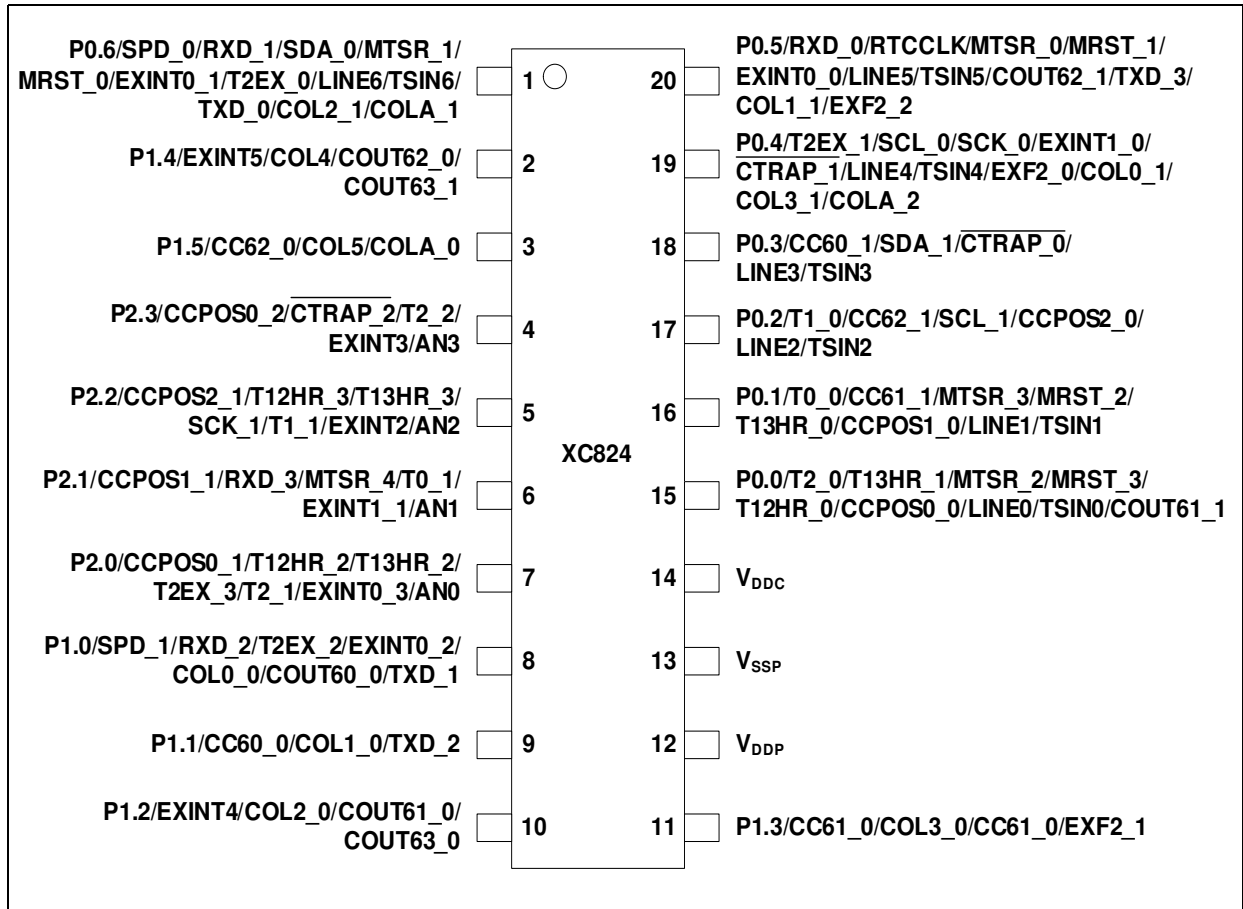 P0.6/SPD_0/RXD_1/SDA_0/MTSR_1/
MRST_0/EXINT0_1/T2EX_0/LINE6/TSIN6/
TXD_0/COL2_1/COLA_1
1
P1.4/EXINT5/COL4/COUT62_0/
COUT63_1
2
P1.5/CC62_0/COL5/COLA_0
3
P2.3/CCPOS0_2/CTRAP_2/T2_2/
EXINT3/AN3
4
P2.2/CCPOS2_1/T12HR_3/T13HR_3/
SCK_1/T1_1/EXINT2/AN2
5
P2.1/CCPOS1_1/RXD_3/MTSR_4/T0_1/
EXINT1_1/AN1
6
P2.0/CCPOS0_1/T12HR_2/T13HR_2/
T2EX_3/T2_1/EXINT0_3/AN0
7
P1.0/SPD_1/RXD_2/T2EX_2/EXINT0_2/
COL0_0/COUT60_0/TXD_1
8
P1.1/CC60_0/COL1_0/TXD_2
9
P1.2/EXINT4/COL2_0/COUT61_0/
COUT63_0
10
XC824
20
P0.5/RXD_0/RTCCLK/MTSR_0/MRST_1/
EXINT0_0/LINE5/TSIN5/COUT62_1/TXD_3/
COL1_1/EXF2_2
19
P0.4/T2EX_1/SCL_0/SCK_0/EXINT1_0/
CTRAP_1/LINE4/TSIN4/EXF2_0/COL0_1/
COL3_1/COLA_2
18
P0.3/CC60_1/SDA_1/CTRAP_0/
LINE3/TSIN3
17
P0.2/T1_0/CC62_1/SCL_1/CCPOS2_0/
LINE2/TSIN2
16
P0.1/T0_0/CC61_1/MTSR_3/MRST_2/
T13HR_0/CCPOS1_0/LINE1/TSIN1
15
P0.0/T2_0/T13HR_1/MTSR_2/MRST_3/
T12HR_0/CCPOS0_0/LINE0/TSIN0/COUT61_1
14
VDDC
13
VSSP
12
VDDP
11
P1.3/CC61_0/COL3_0/CC61_0/EXF2_1